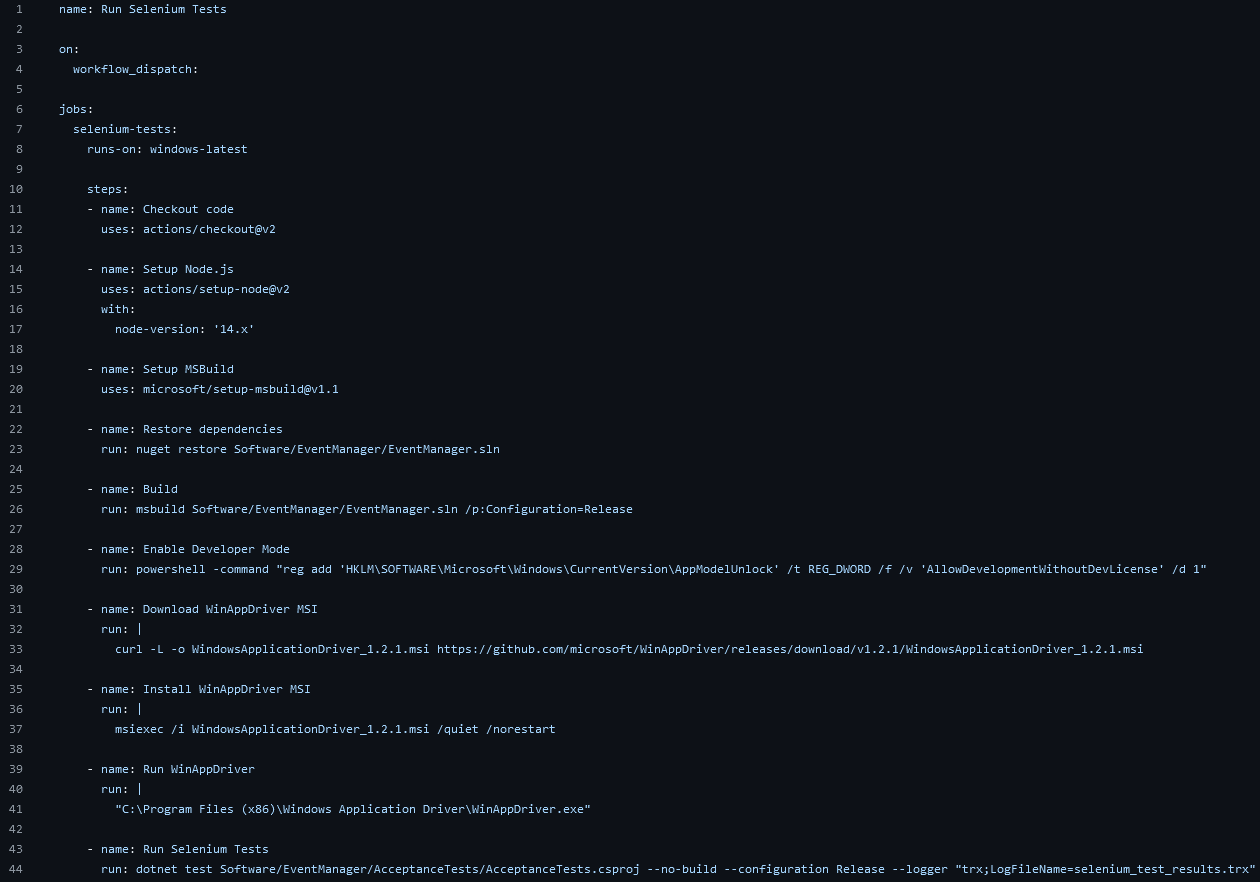 1 name: Run Selenium Tests
2
3 on:
4   workflow_dispatch:
5
6 jobs:
7   selenium-tests:
8     runs-on: windows-latest
9
10     steps:
11     - name: Checkout code
12       uses: actions/checkout@v2
13
14     - name: Setup Node.js
15       uses: actions/setup-node@v2
16       with:
17         node-version: '14.x'
18
19     - name: Setup MSBuild
20       uses: microsoft/setup-msbuild@v1.1
21
22     - name: Restore dependencies
23       run: nuget restore Software/EventManager/EventManager.sln
24
25     - name: Build
26       run: msbuild Software/EventManager/EventManager.sln /p:Configuration=Release
27
28     - name: Enable Developer Mode
29       run: powershell -command "reg add 'HKLM\SOFTWARE\Microsoft\Windows\CurrentVersion\AppModelUnlock' /t REG_DWORD /f /v 'AllowDevelopmentWithoutDevLicense' /d 1"
30
31     - name: Download WinAppDriver MSI
32       run: |
33         curl -L -o WindowsApplicationDriver_1.2.1.msi https://github.com/microsoft/WinAppDriver/releases/download/v1.2.1/WindowsApplicationDriver_1.2.1.msi
34
35     - name: Install WinAppDriver MSI
36       run: |
37         msiexec /i WindowsApplicationDriver_1.2.1.msi /quiet /norestart
38
39     - name: Run WinAppDriver
40       run: |
41         "C:\Program Files (x86)\Windows Application Driver\WinAppDriver.exe"
42
43     - name: Run Selenium Tests
44       run: dotnet test Software/EventManager/AcceptanceTests/AcceptanceTests.csproj --no-build --configuration Release --logger "trx;LogFileName=selenium_test_results.trx"